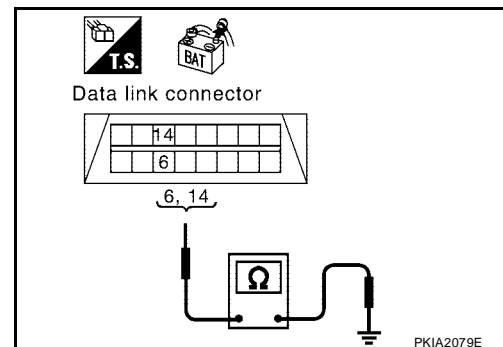 T.S.
BAT
Data link connector
14
6
6, 14
Ω
PKIA2079E